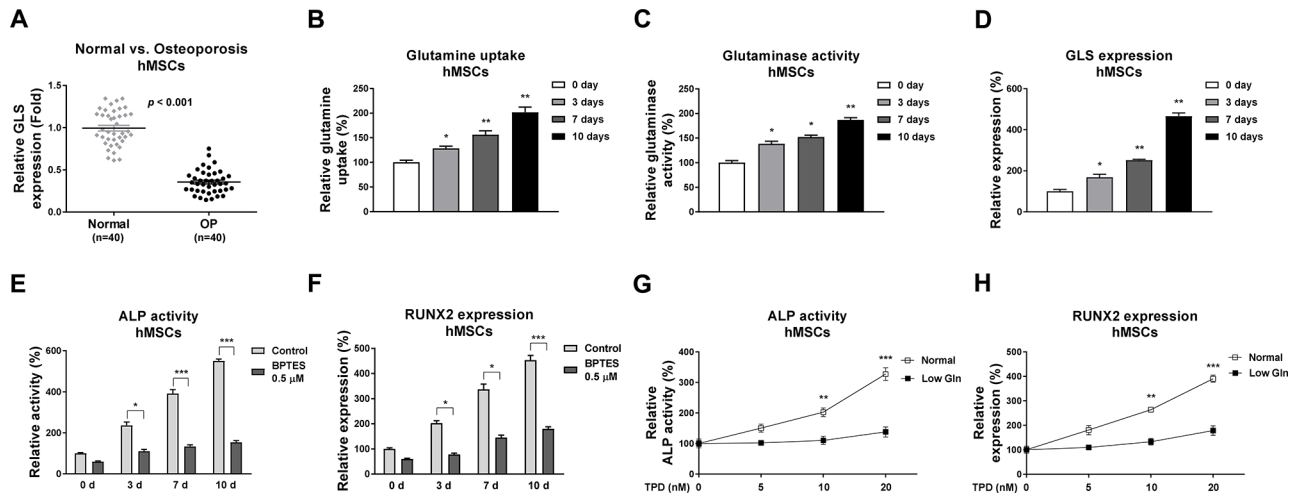 A
Normal vs. Osteoporosis
hMSCs
Relative GLS
expression (Fold)
1.5
1.0
0.5
0.0
p < 0.001
Normal
(n=40)
OP
(n=40)
B
Glutamine uptake
hMSCs
Relative glutamine
uptake (%)
250
200
150
100
50
0
*
**
**
0 day
3 days
7 days
10 days
C
Glutaminase activity
hMSCs
Relative glutaminase
activity (%)
250
200
150
100
50
0
*
*
**
0 day
3 days
7 days
10 days
D
GLS expression
hMSCs
Relative expression (%)
600
400
200
0
*
**
**
0 day
3 days
7 days
10 days
E
ALP activity
hMSCs
Relative activity (%)
600
400
200
0
*
***
***
Control
BPTES
0.5 μM
0 d 3 d 7 d 10 d
F
RUNX2 expression
hMSCs
Relative expression (%)
500
400
300
200
100
0
*
*
***
Control
BPTES
0.5 μM
0 d 3 d 7 d 10 d
G
ALP activity
hMSCs
Relative
ALP activity (%)
400
300
200
100
0
**
***
Normal
Low Gln
TPD (nM) 0 5 10 20
H
RUNX2 expression
hMSCs
Relative
expression (%)
500
400
300
200
100
0
**
***
Normal
Low Gln
TPD (nM) 0 5 10 20